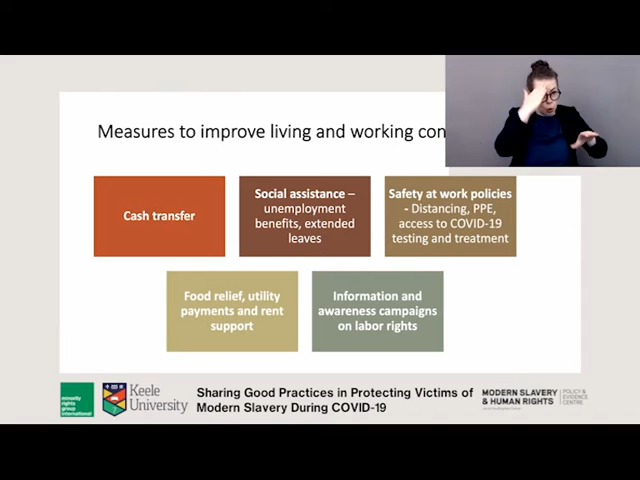 Measures to improve living and working con
Cash transfer
Social assistance –
unemployment
benefits, extended
leaves
Safety at work policies
- Distancing, PPE,
access to COVID-19
testing and treatment
Food relief, utility
payments and rent
support
Information and
awareness campaigns
on labor rights
minority
rights
group
international
Keele
University
Sharing Good Practices in Protecting Victims of
Modern Slavery During COVID-19
MODERN SLAVERY
& HUMAN RIGHTS
POLICY &
EVIDENCE
CENTRE